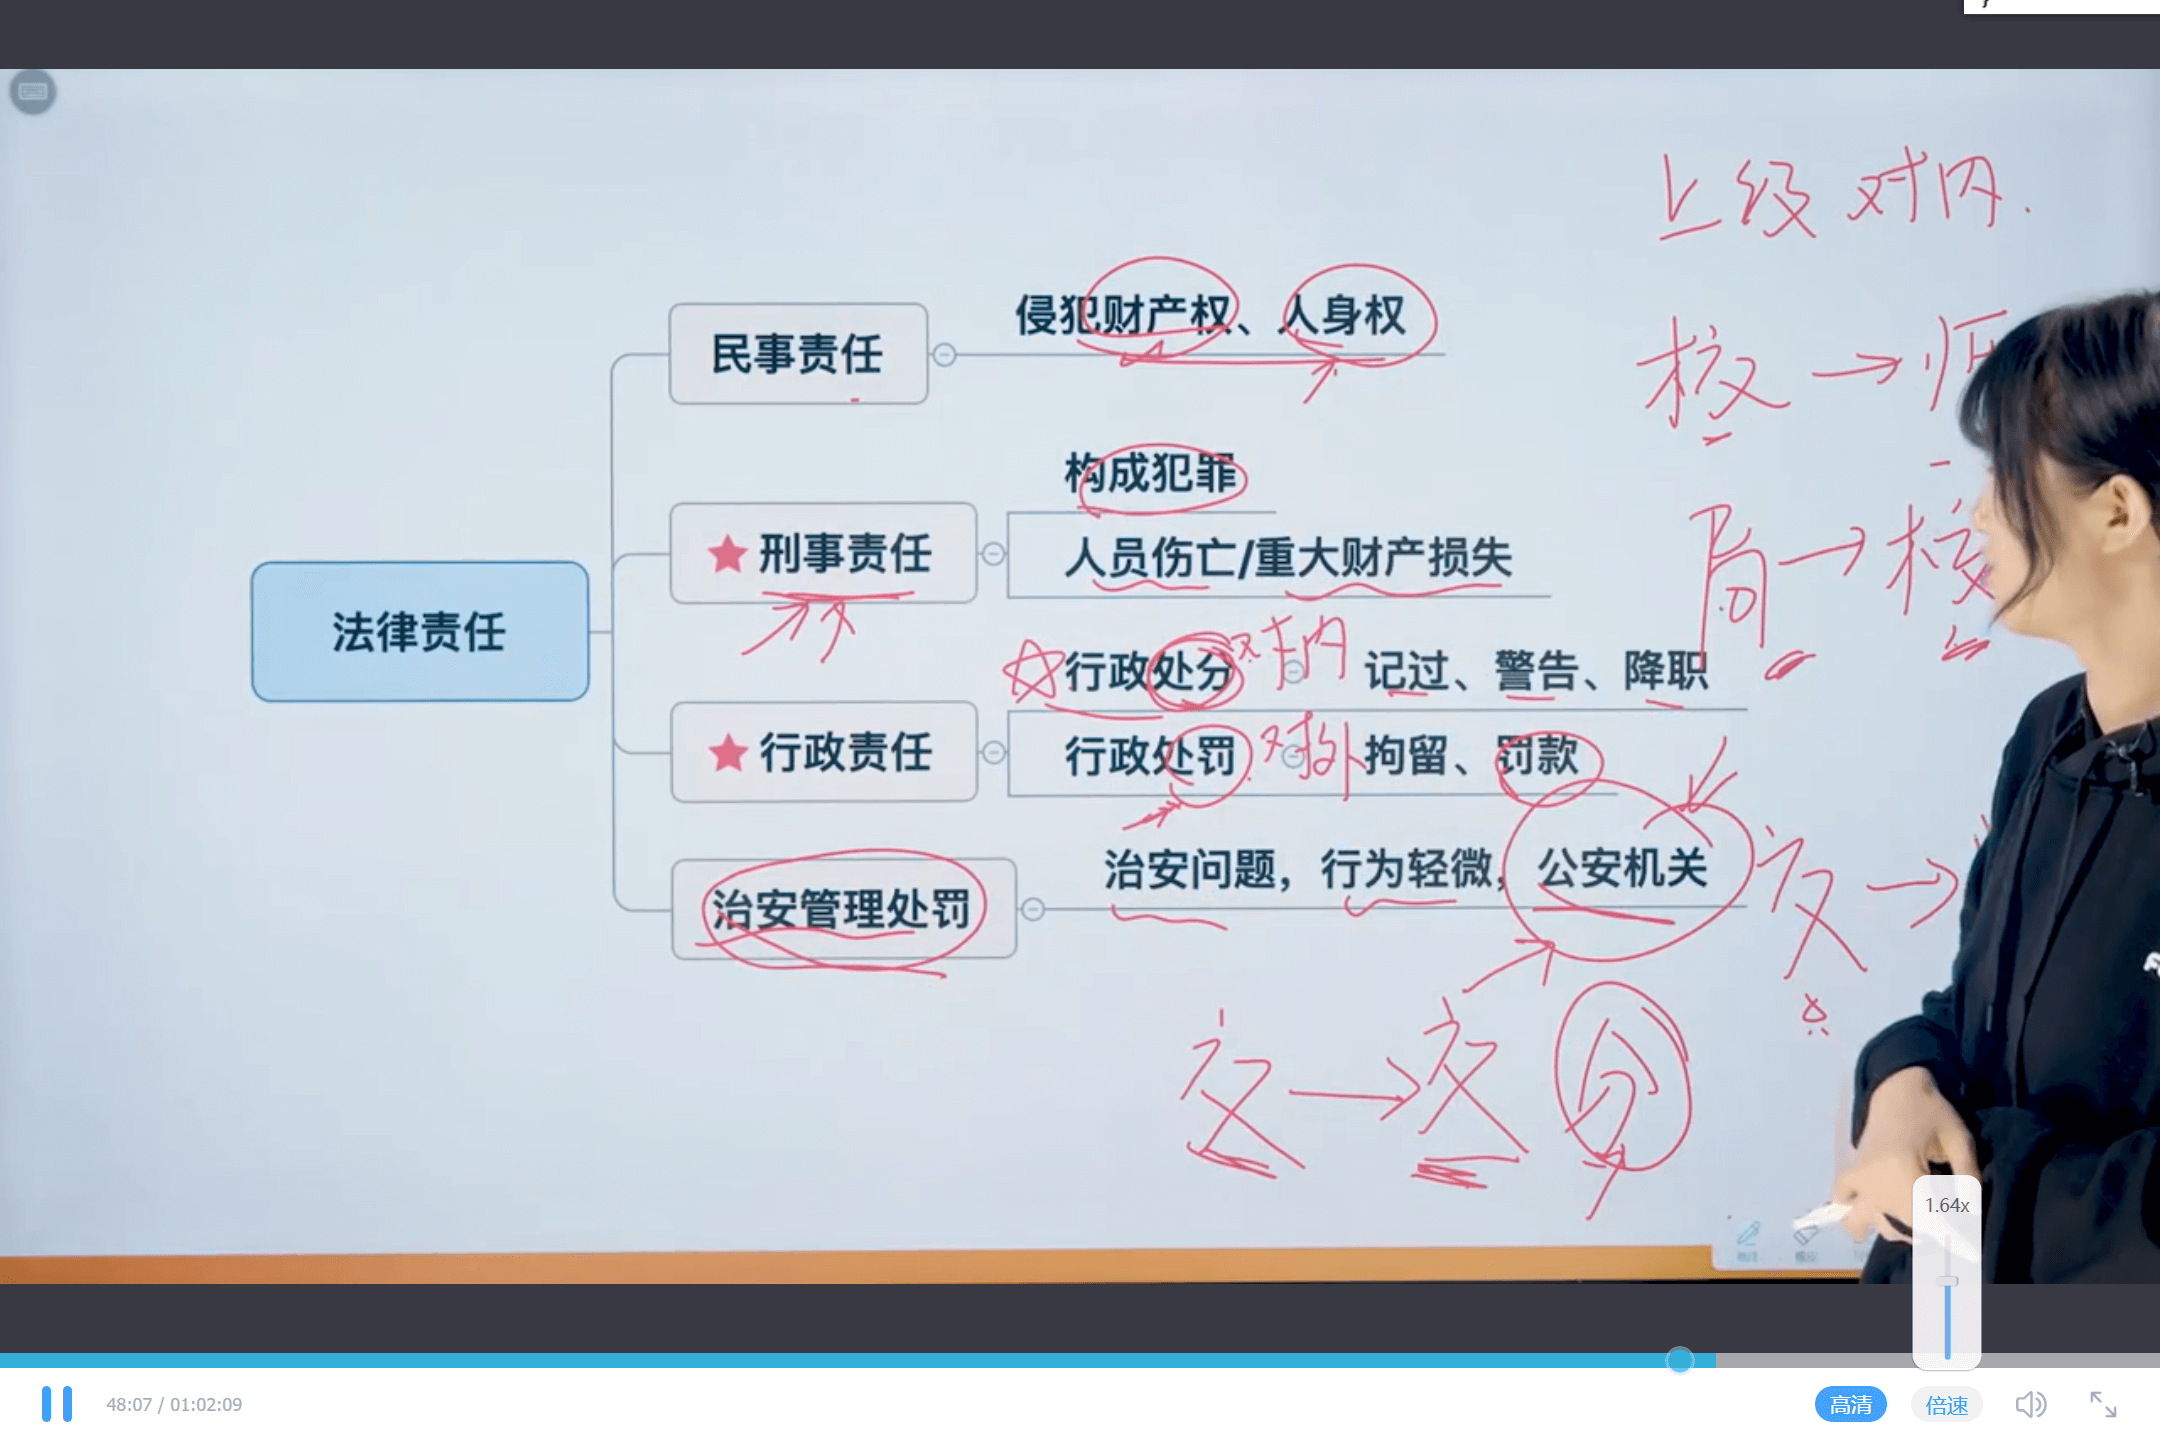 上级对内.
侵犯财产权、人身权
民事责任
校→师
构成犯罪
★刑事责任
人员伤亡/重大财产损失
局→校
法律责任
☆行政处分 对内 记过、警告、降职
★行政责任
行政处罚 对外 拘留、罚款
治安问题，行为轻微，公安机关
治安管理处罚
1.64x
48:07 / 01:02:09
高清
倍速